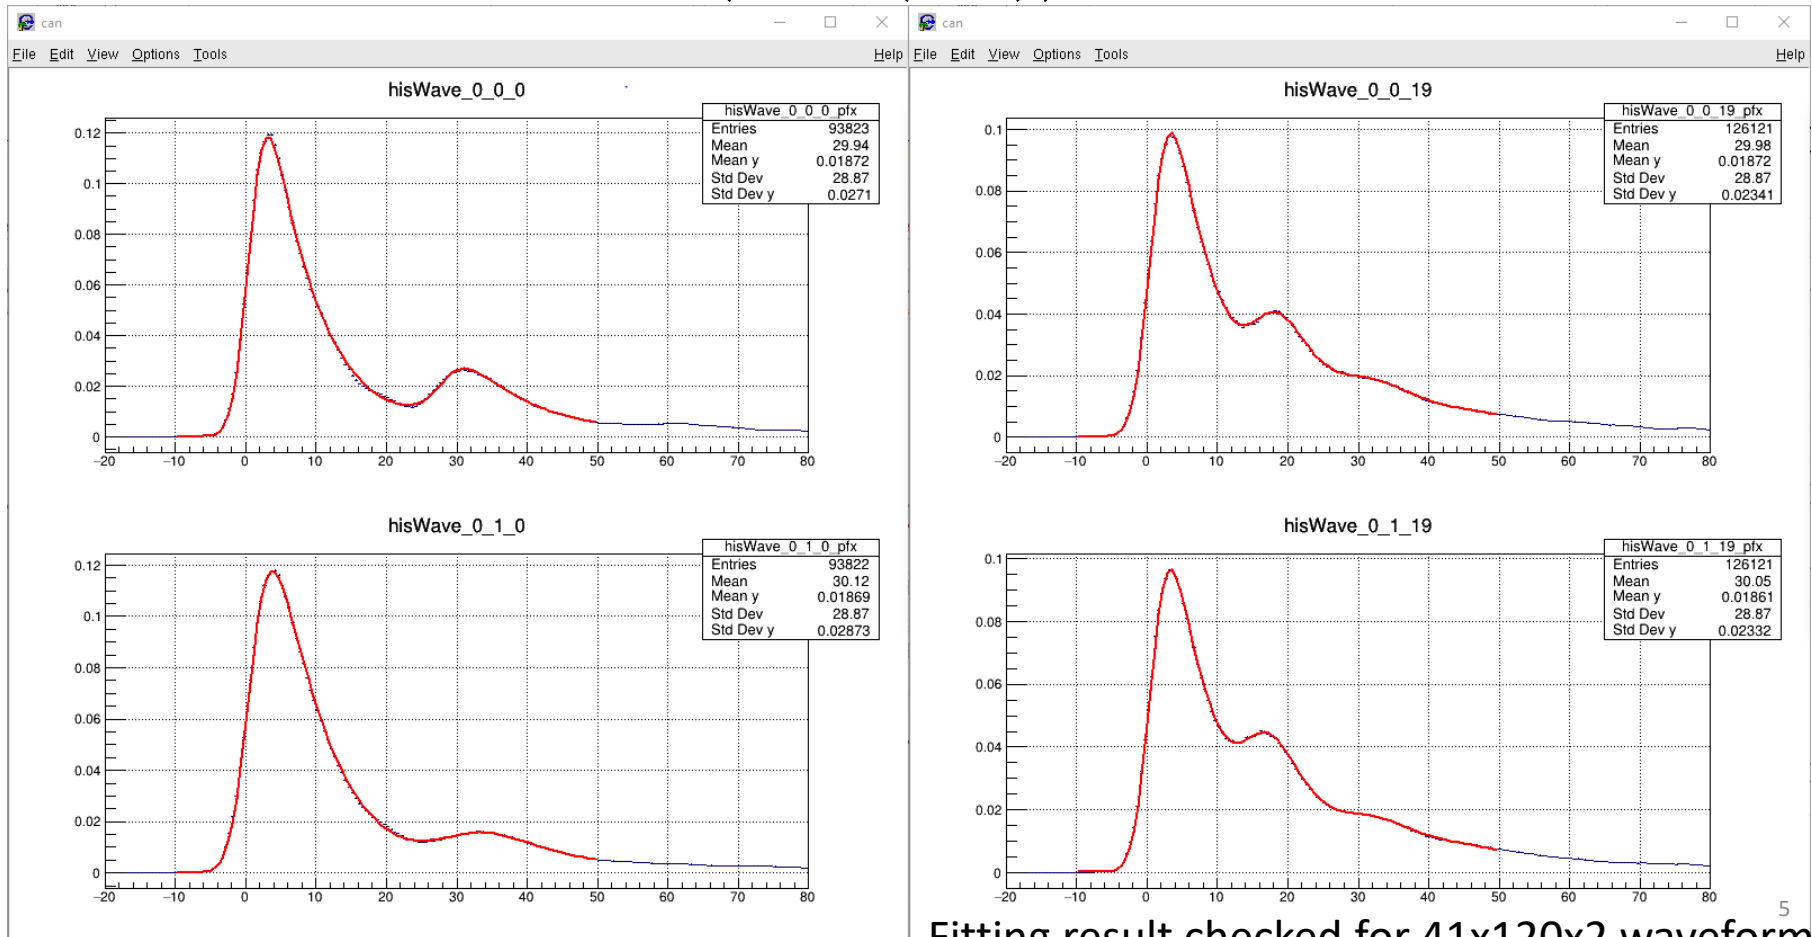 can
File Edit View Options Tools Help
hisWave_0_0_0
hisWave_0_0_0_pfx
Entries 93823
Mean 29.94
Mean y 0.01872
Std Dev 28.87
Std Dev y 0.0271
0.12
0.1
0.08
0.06
0.04
0.02
0
−20 −10 0 10 20 30 40 50 60 70 80
hisWave_0_1_0
hisWave_0_1_0_pfx
Entries 93822
Mean 30.12
Mean y 0.01869
Std Dev 28.87
Std Dev y 0.02873
0.12
0.1
0.08
0.06
0.04
0.02
0
−20 −10 0 10 20 30 40 50 60 70 80
can
File Edit View Options Tools Help
hisWave_0_0_19
hisWave_0_0_19_pfx
Entries 126121
Mean 29.98
Mean y 0.01872
Std Dev 28.87
Std Dev y 0.02341
0.1
0.08
0.06
0.04
0.02
0
−20 −10 0 10 20 30 40 50 60 70 80
hisWave_0_1_19
hisWave_0_1_19_pfx
Entries 126121
Mean 30.05
Mean y 0.01861
Std Dev 28.87
Std Dev y 0.02332
0.1
0.08
0.06
0.04
0.02
0
−20 −10 0 10 20 30 40 50 60 70 80
5
Fitting result checked for 41x120x2 waveform